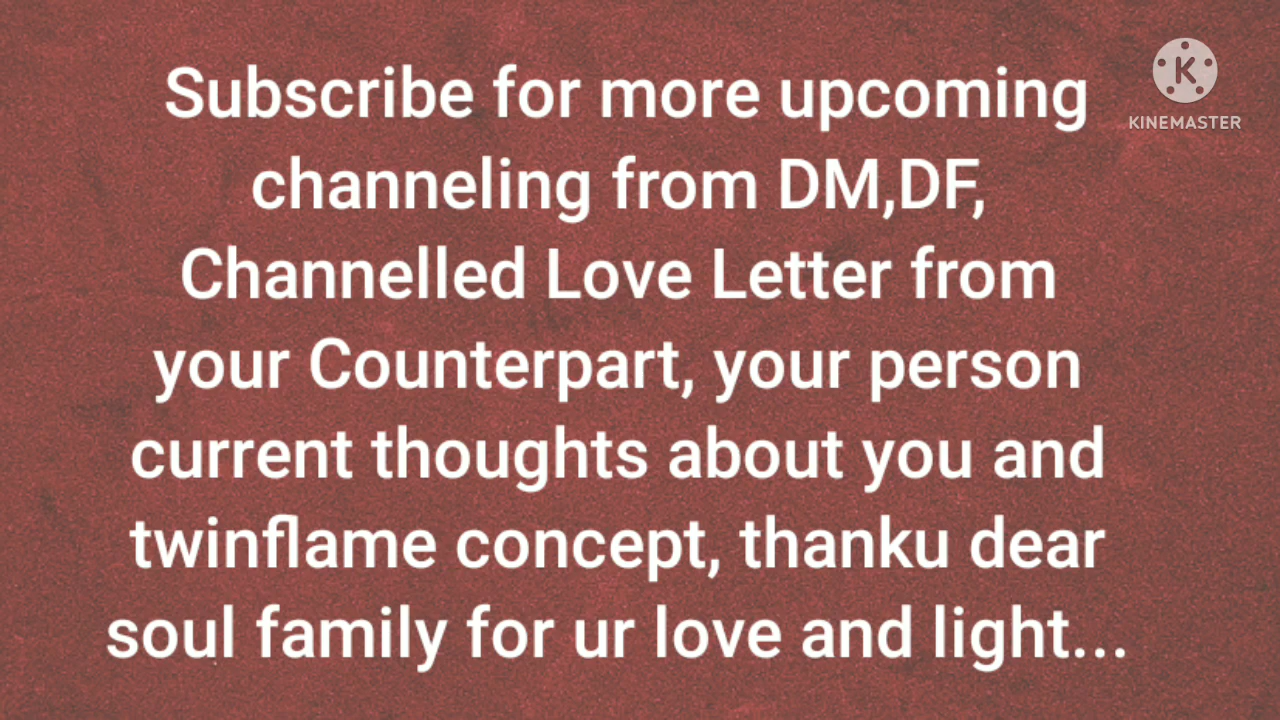 Subscribe for more upcoming
channeling from DM,DF,
Channelled Love Letter from
your Counterpart, your person
current thoughts about you and
twinflame concept, thanku dear
soul family for ur love and light...
K
KINEMASTER